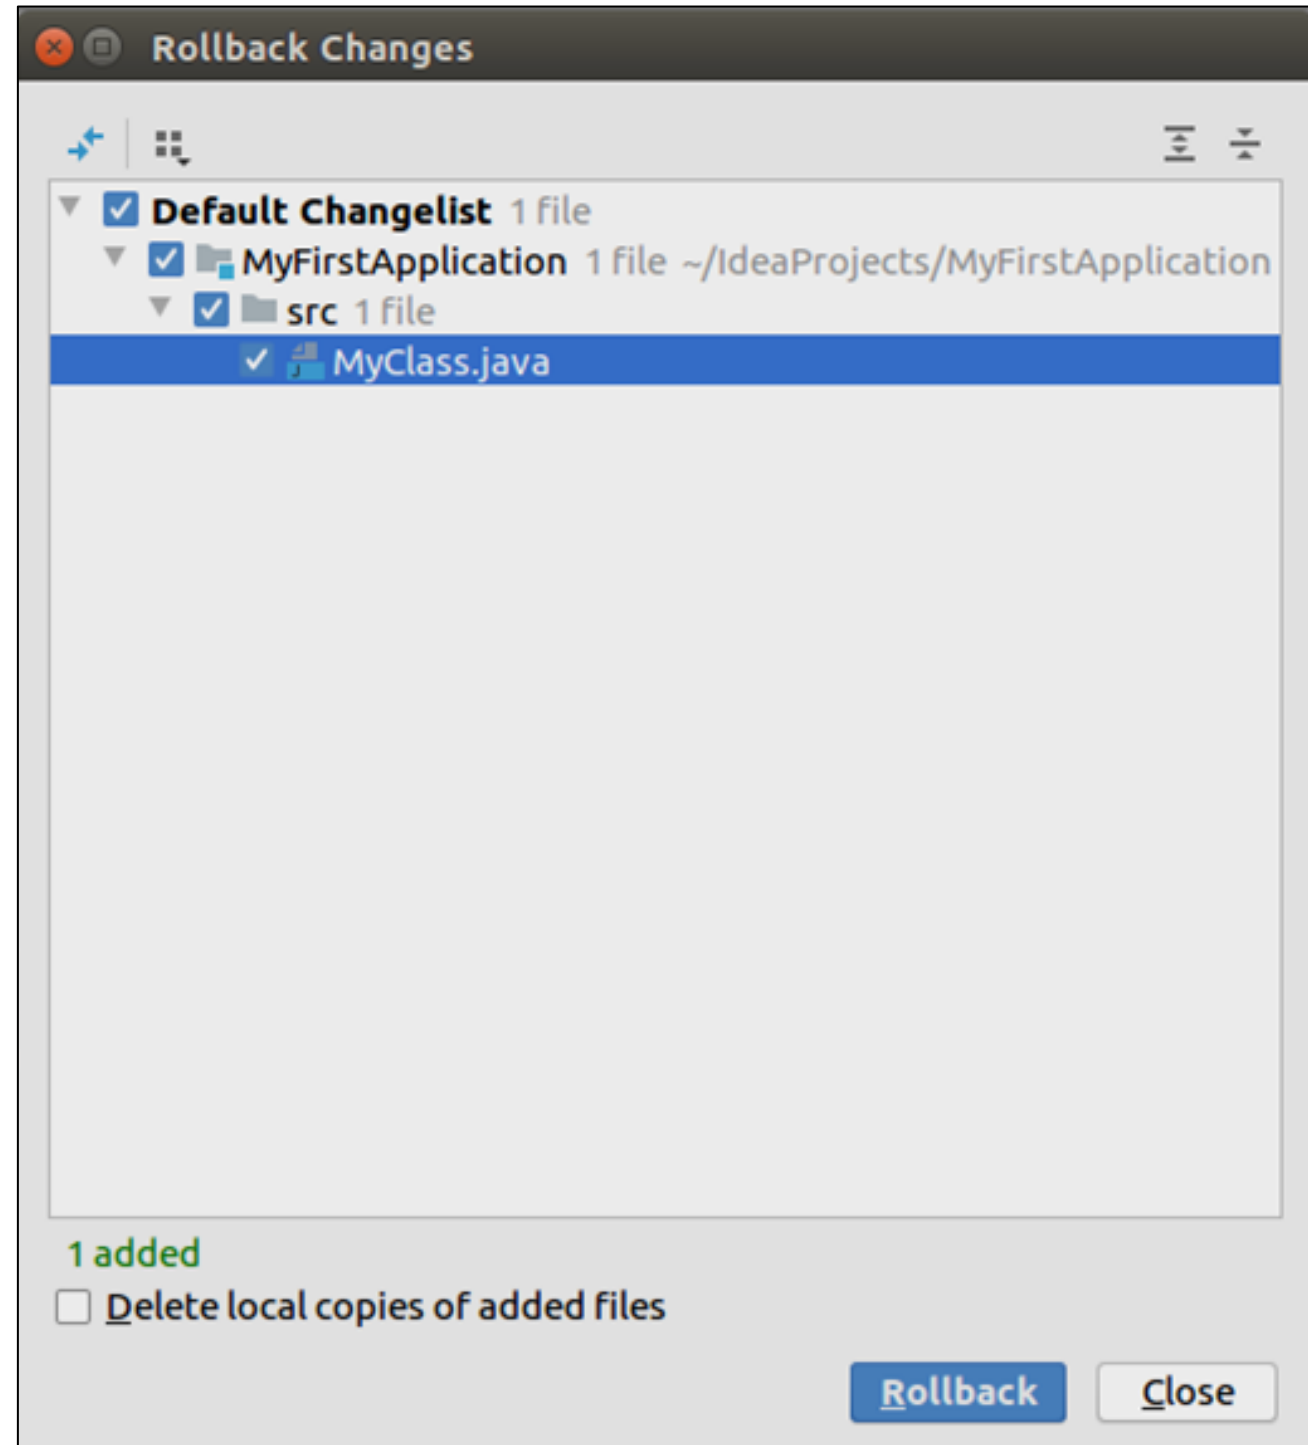 Rollback Changes
Default Changelist 1 file
MyFirstApplication 1 file ~/IdeaProjects/MyFirstApplication
src 1 file
MyClass.java
1 added
Delete local copies of added files
Rollback Close